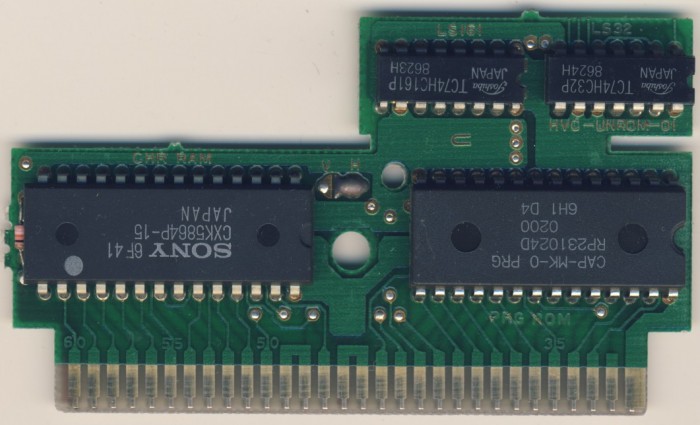 LS161
LS32
TC74HC161P
JAPAN
8623H
Toshiba
TC74HC32P
JAPAN
8624H
Toshiba
HVC-UNROM-01
CHR RAM
U
H
SONY 6F41
CXK5864P-15
JAPAN
CAP-MK-0 PRG
RP231024D
0200
6H1 D4
PRG ROM
60
55
50
35